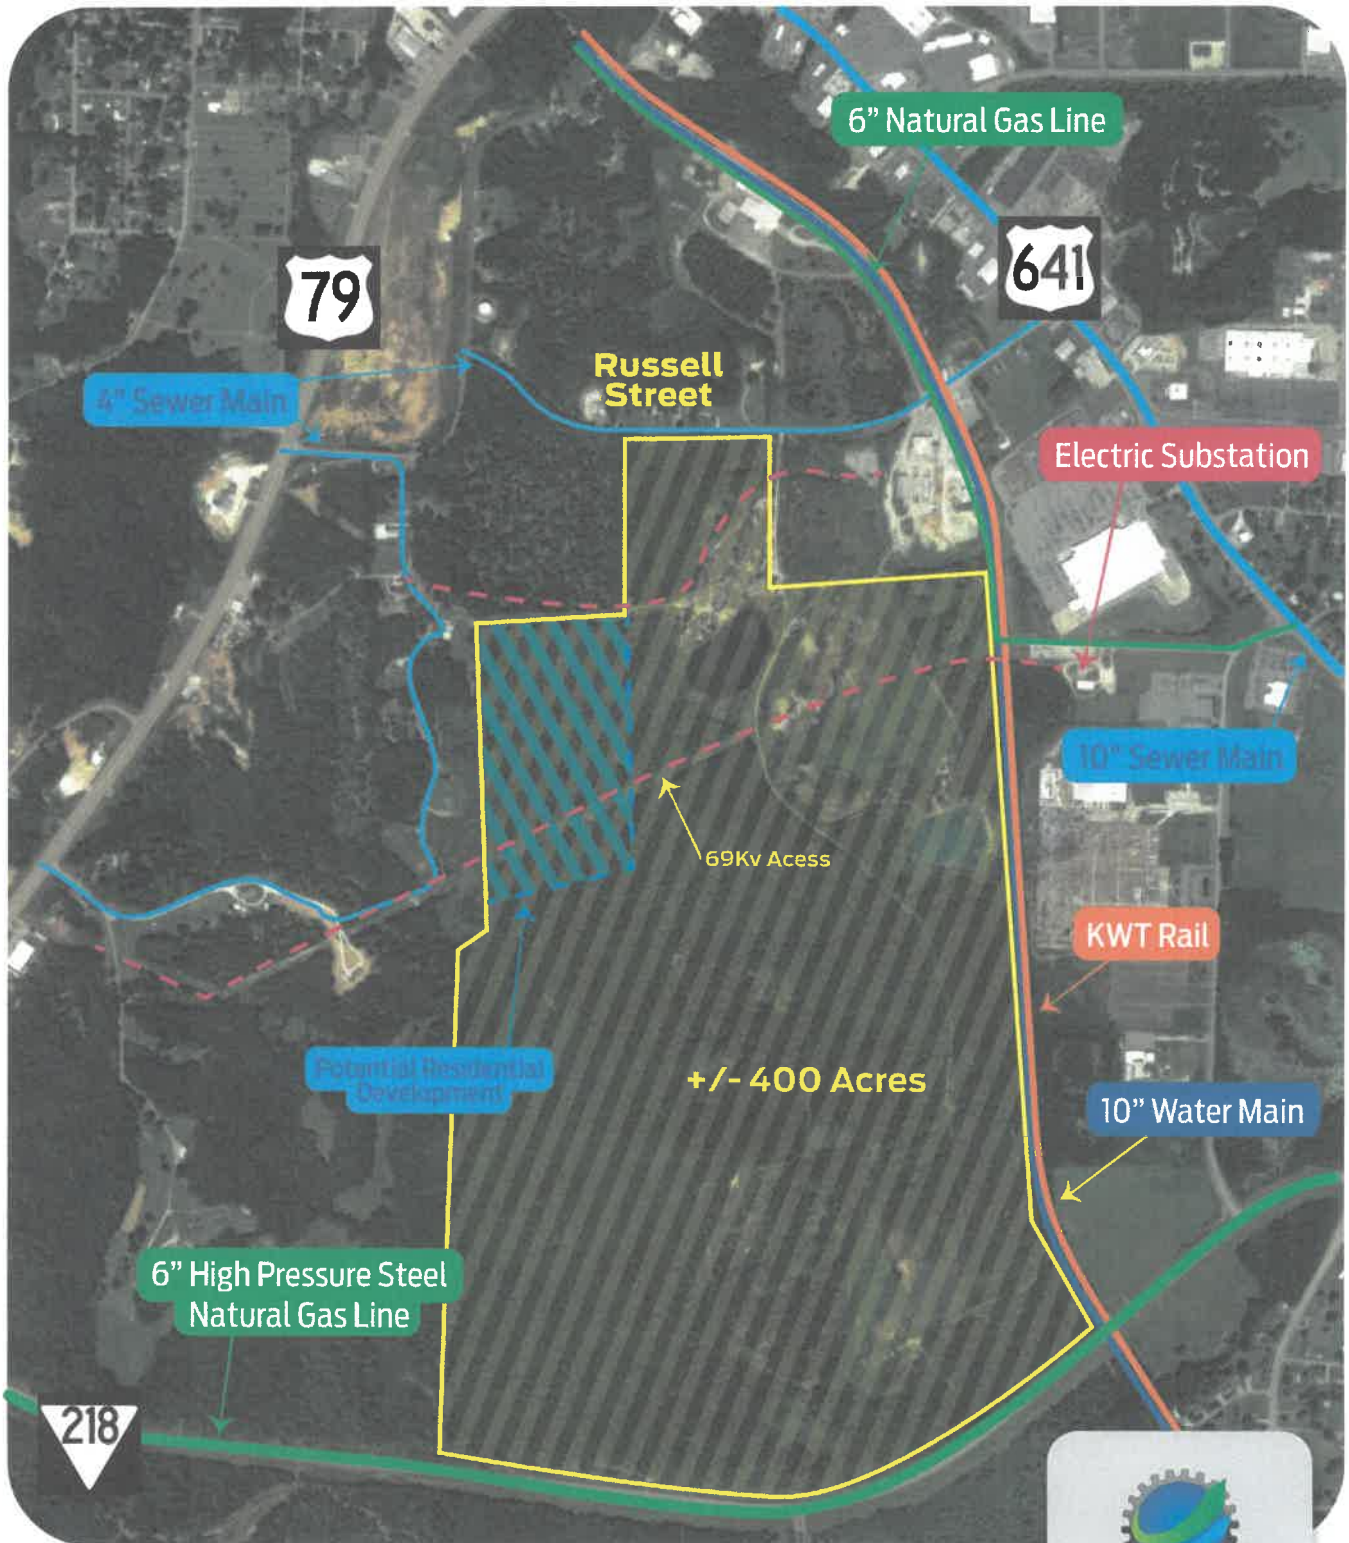 6” Natural Gas Line
79
641
Russell
Street
4” Sewer Main
Electric Substation
10” Sewer Main
69Kv Acess
KWT Rail
Potential Residential
Development
+/- 400 Acres
10” Water Main
6” High Pressure Steel
Natural Gas Line
218